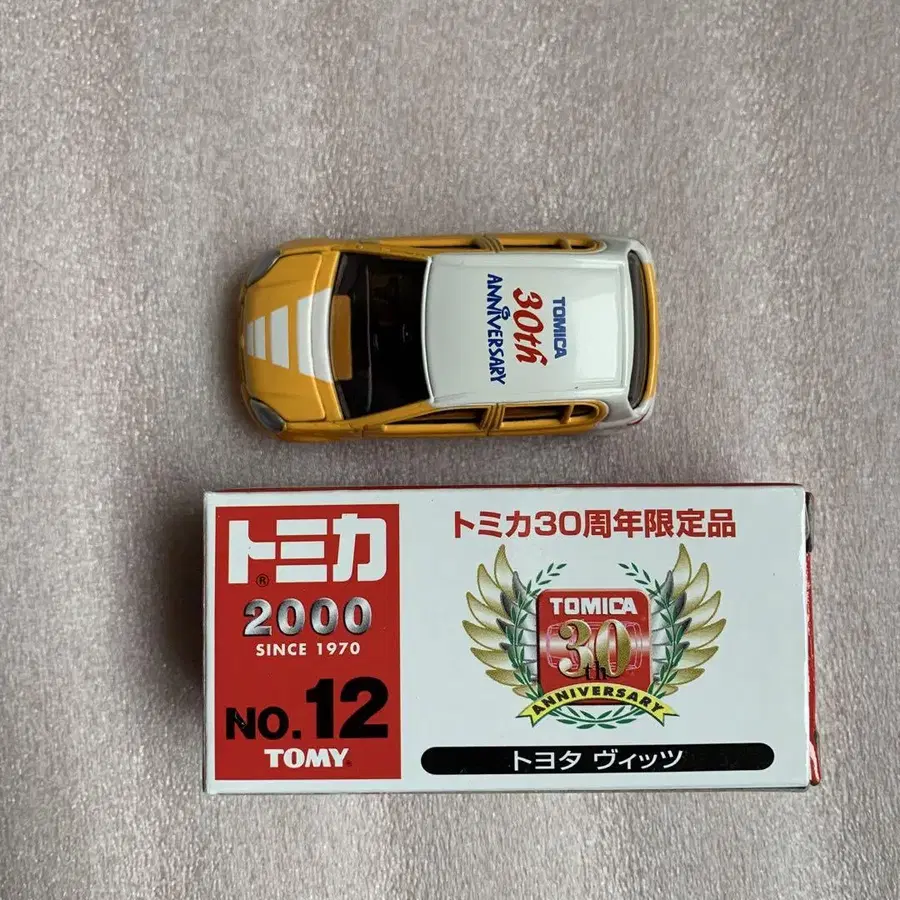 TOMICA
30th
ANNIVERSARY
トミカ
®
2000
SINCE 1970
NO.12
TOMY
トミカ30周年限定品
TOMICA
30th
ANNIVERSARY
トヨタ ヴィッツ